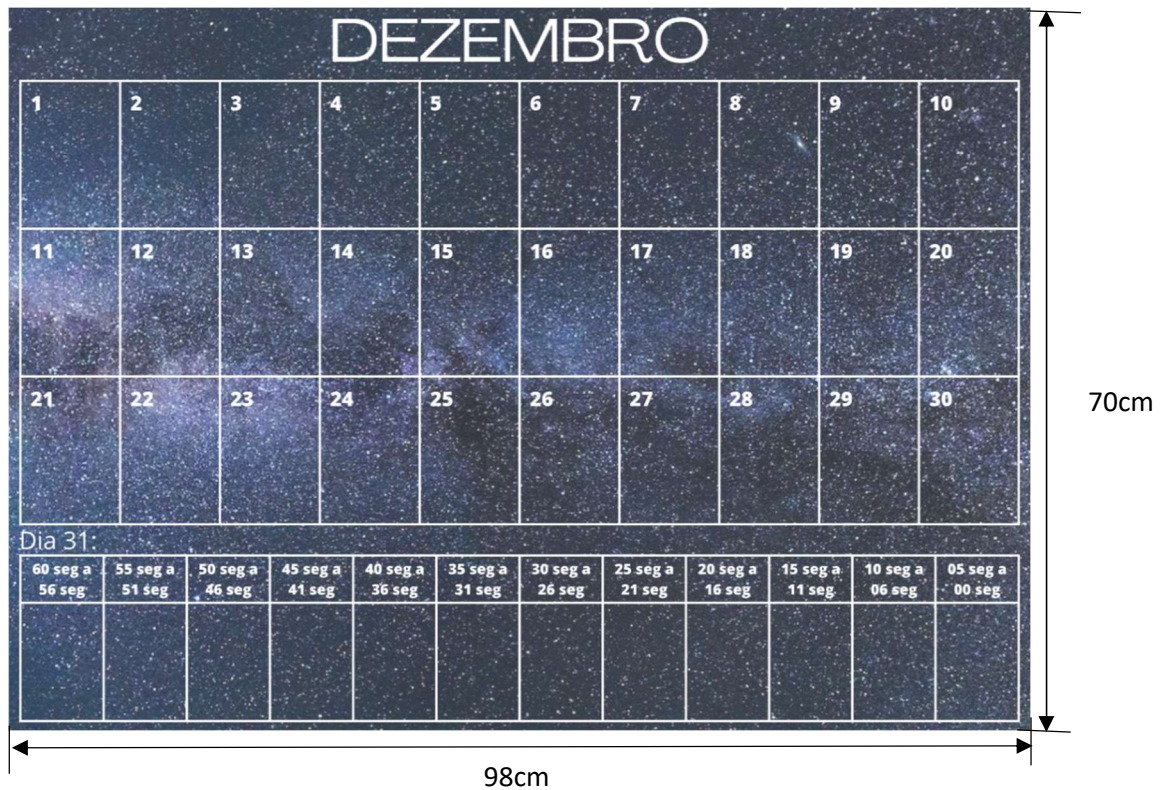 DEZEMBRO
1 2 3 4 5 6 7 8 9 10
11 12 13 14 15 16 17 18 19 20
21 22 23 24 25 26 27 28 29 30
Dia 31:
60 seg a 55 seg a 50 seg a 45 seg a 40 seg a 35 seg a 30 seg a 25 seg a 20 seg a 15 seg a 10 seg a 05 seg a
56 seg 51 seg 46 seg 41 seg 36 seg 31 seg 26 seg 21 seg 16 seg 11 seg 06 seg 00 seg
70cm
98cm